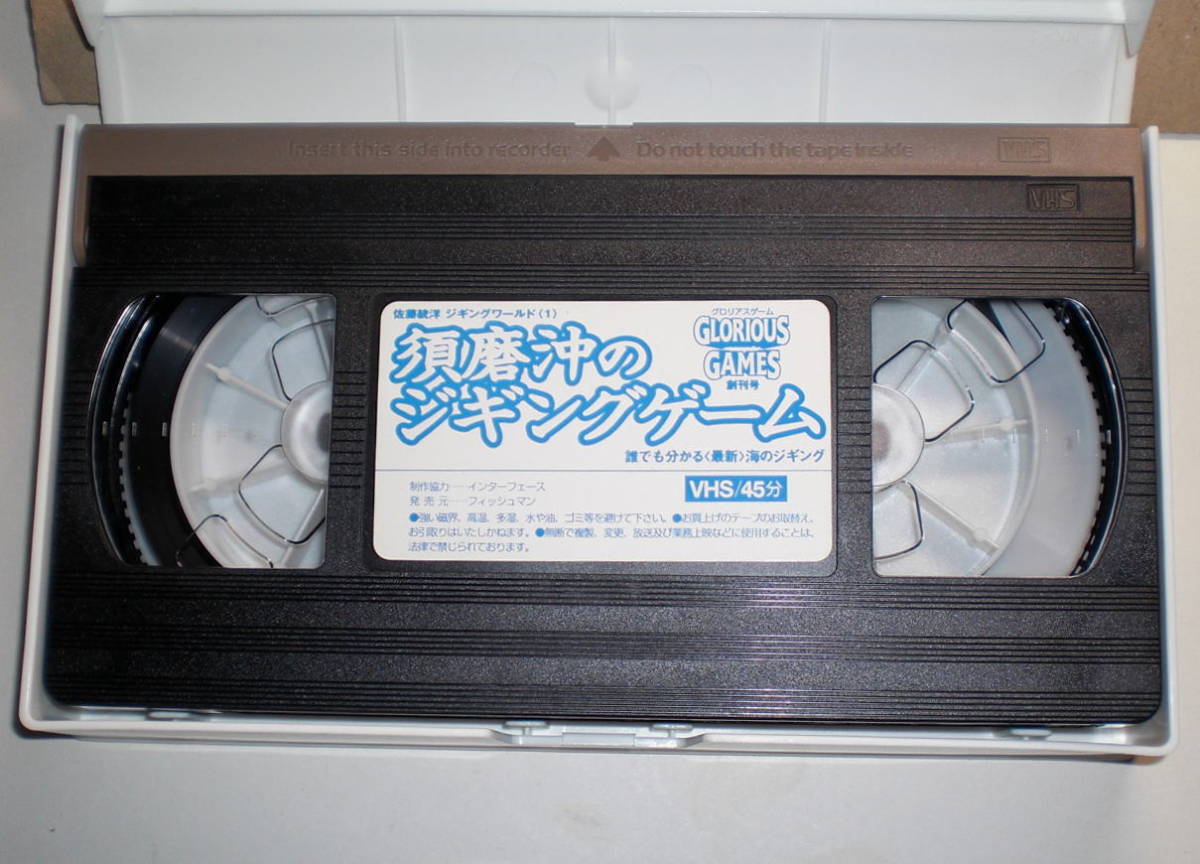 Insert this side into recorder Do not touch the tape inside VHS
VHS
佐藤統洋 ジギングワールド(1)
須磨沖の
ジギングゲーム
グロリアスゲーム
GLORIOUS
GAMES
創刊号
誰でも分かる〈最新〉海のジギング
制作協力……インターフェース
発売元……フィッシュマン
VHS/45分
●強い磁界、高温、多湿、水や油、ゴミ等を避けて下さい。●お買上げのテープのお取替え、
お引取りはいたしかねます。●無断で複製、変更、放送及び業務上映などに使用することは、
法律で禁じられております。